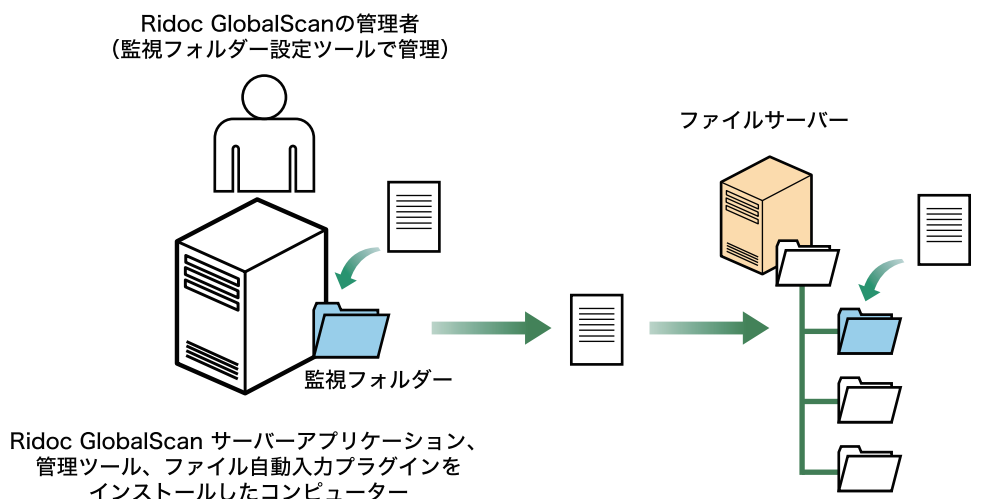 Ridoc GlobalScanの管理者
（監視フォルダー設定ツールで管理）
ファイルサーバー
監視フォルダー
Ridoc GlobalScan サーバーアプリケーション、
管理ツール、ファイル自動入力プラグインを
インストールしたコンピューター